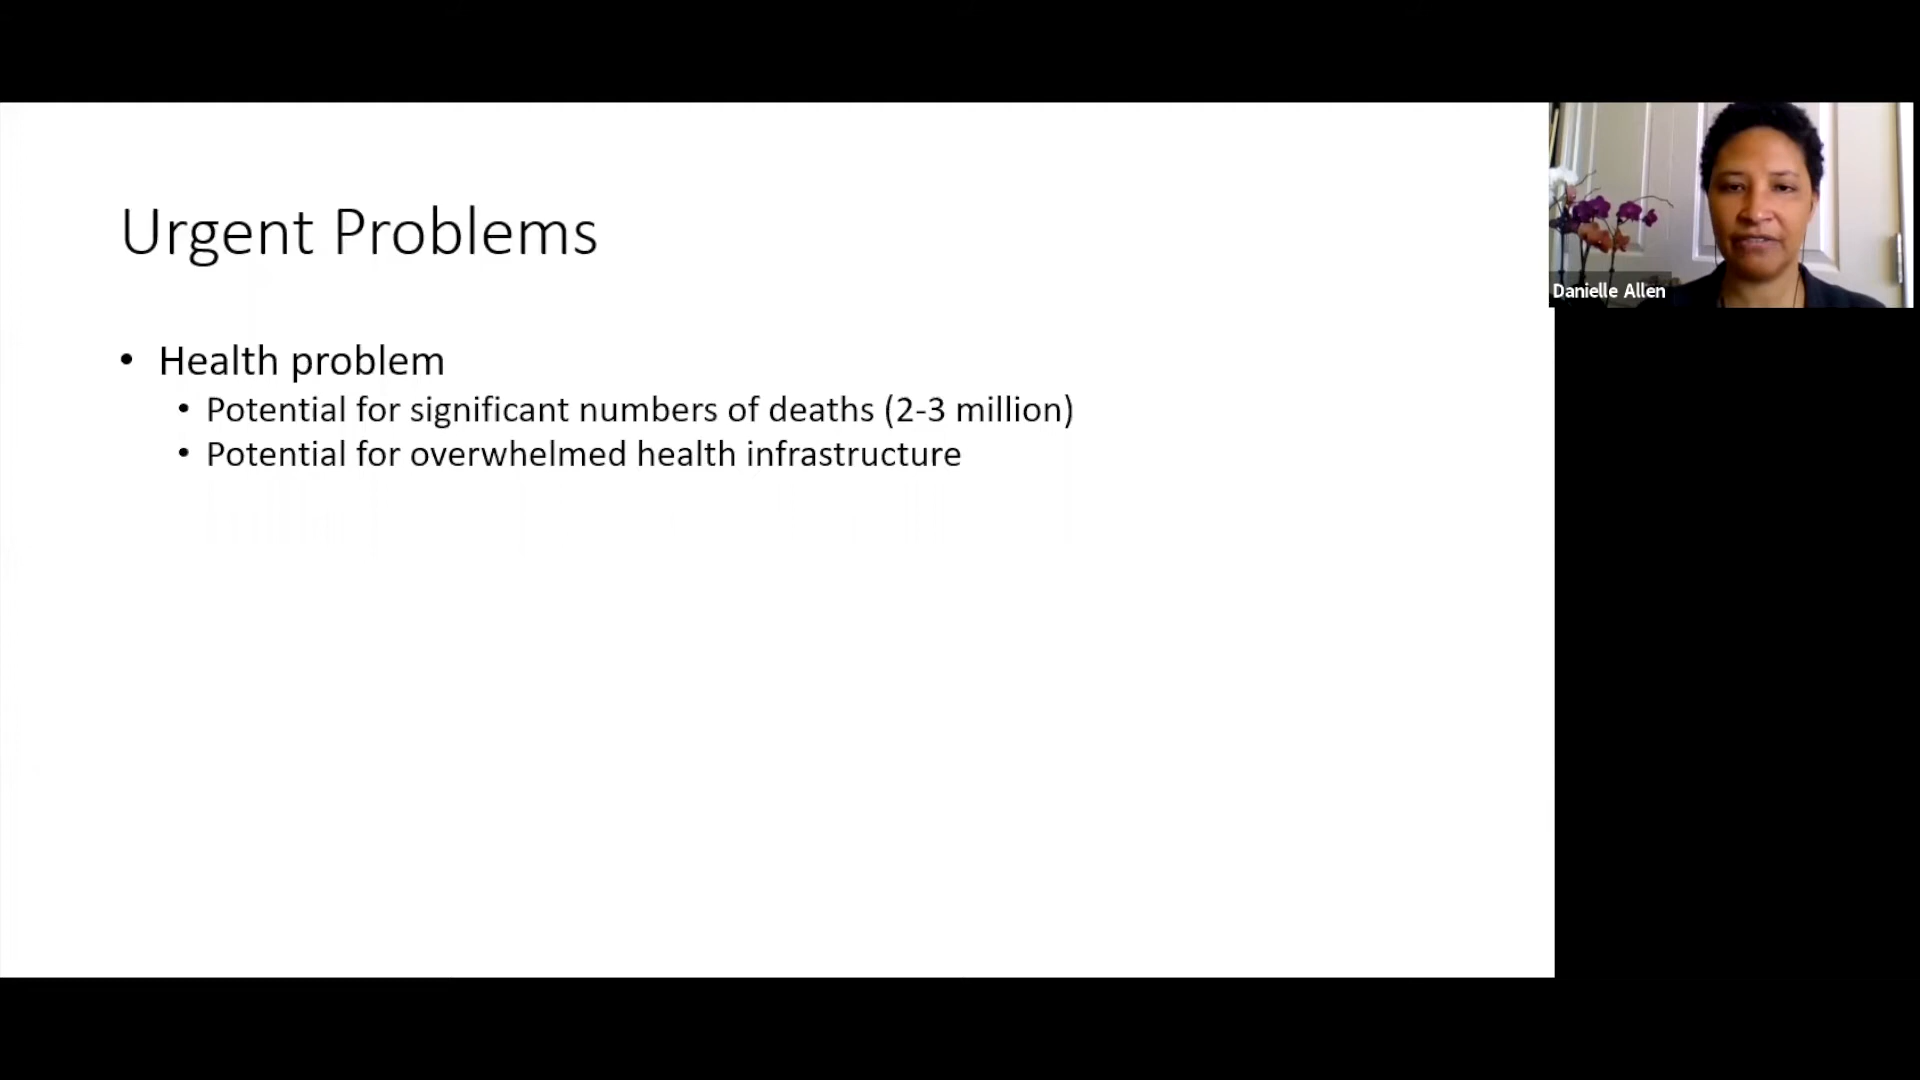 Urgent Problems
• Health problem
• Potential for significant numbers of deaths (2-3 million)
• Potential for overwhelmed health infrastructure
Danielle Allen